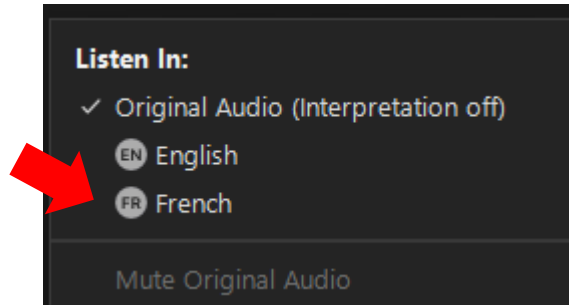 Listen In:
✓ Original Audio (Interpretation off)
EN English
FR French
Mute Original Audio